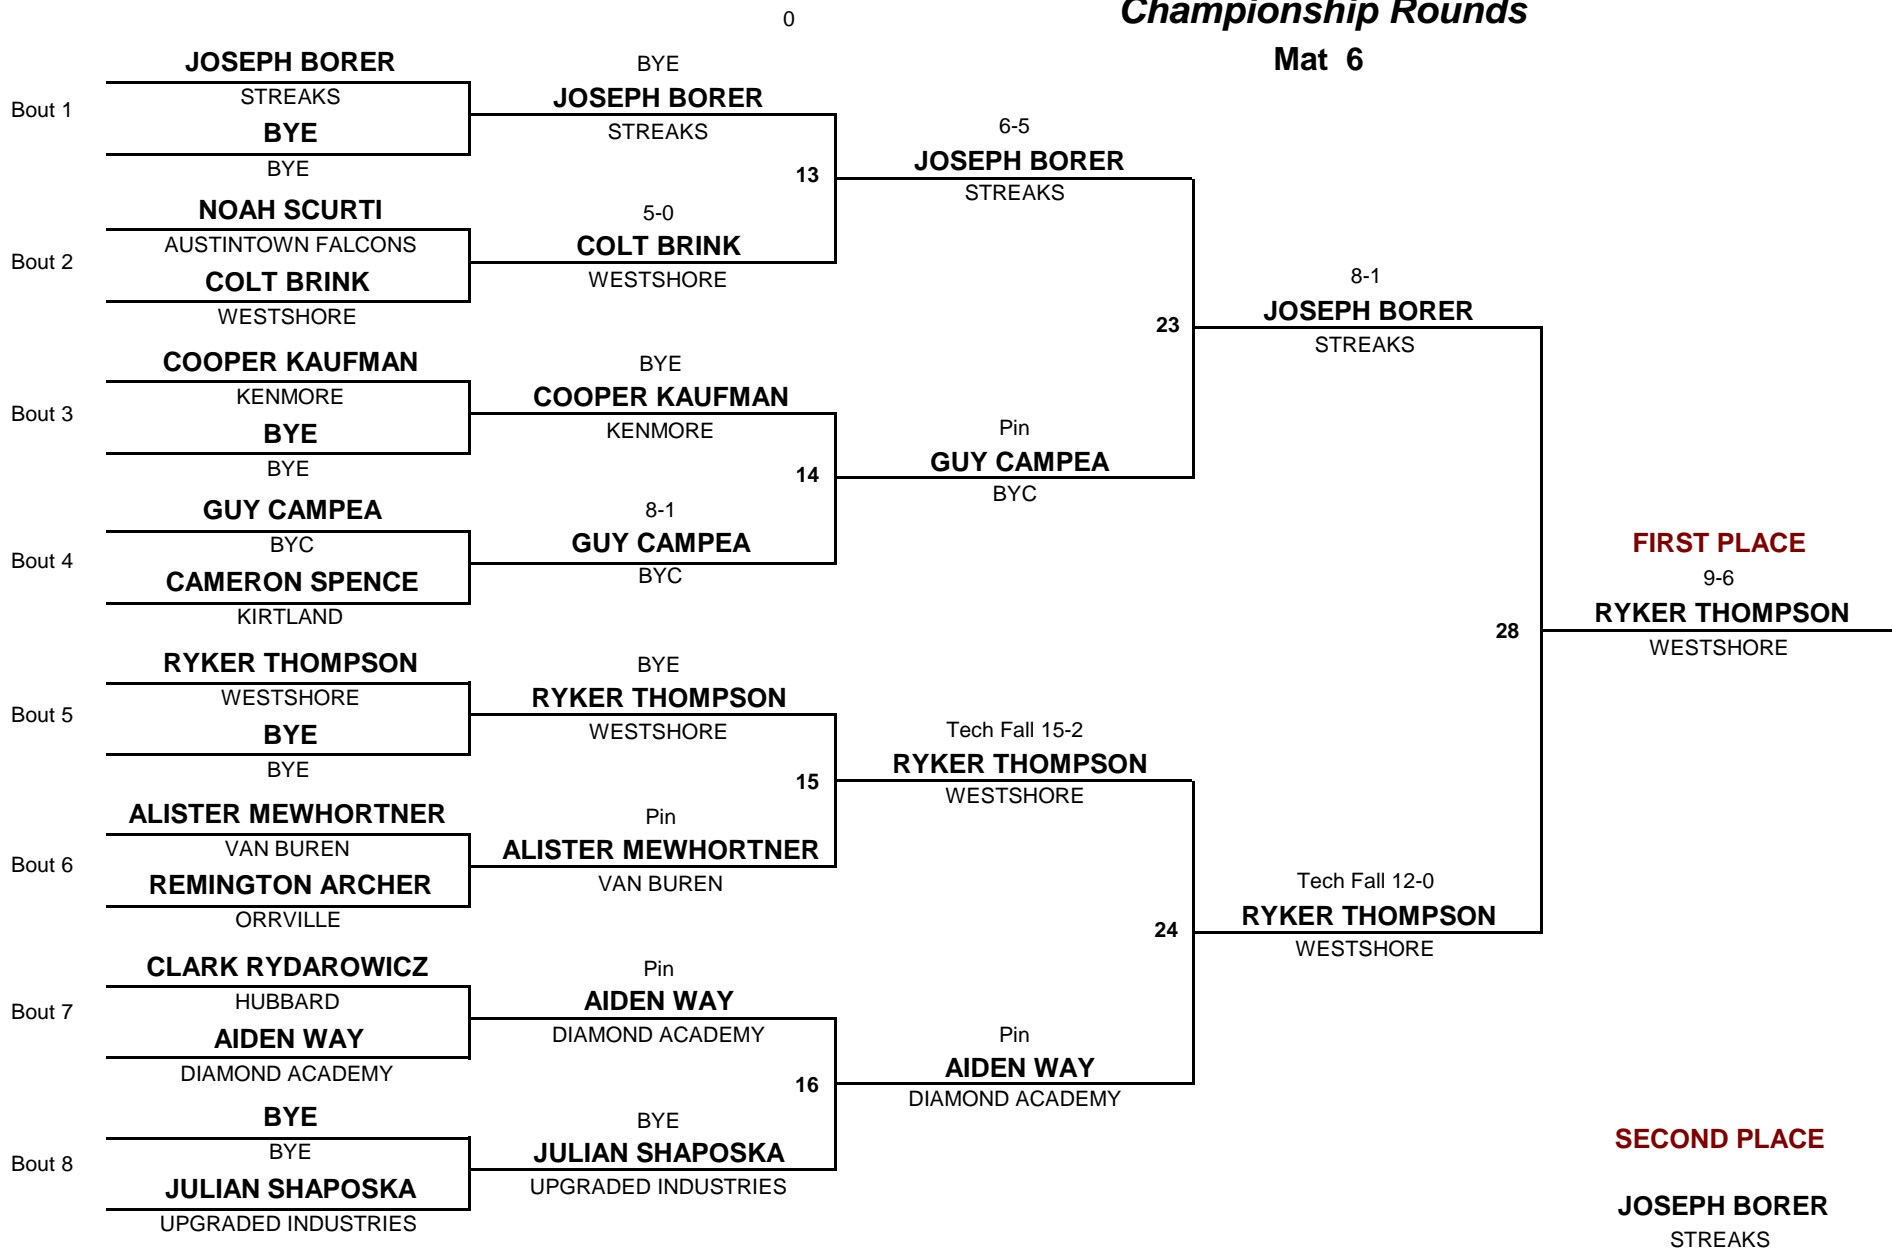 0
Championship Rounds
Mat 6
JOSEPH BORER
STREAKS
Bout 1
BYE
BYE
NOAH SCURTI
AUSTINTOWN FALCONS
Bout 2
COLT BRINK
WESTSHORE
COOPER KAUFMAN
KENMORE
Bout 3
BYE
BYE
GUY CAMPEA
BYC
Bout 4
CAMERON SPENCE
KIRTLAND
RYKER THOMPSON
WESTSHORE
Bout 5
BYE
BYE
ALISTER MEWHORTNER
VAN BUREN
Bout 6
REMINGTON ARCHER
ORRVILLE
CLARK RYDAROWICZ
HUBBARD
Bout 7
AIDEN WAY
DIAMOND ACADEMY
BYE
BYE
Bout 8
JULIAN SHAPOSKA
UPGRADED INDUSTRIES
BYE
JOSEPH BORER
STREAKS
13
5-0
COLT BRINK
WESTSHORE
BYE
COOPER KAUFMAN
KENMORE
14
8-1
GUY CAMPEA
BYC
BYE
RYKER THOMPSON
WESTSHORE
15
Pin
ALISTER MEWHORTNER
VAN BUREN
Pin
AIDEN WAY
DIAMOND ACADEMY
16
BYE
JULIAN SHAPOSKA
UPGRADED INDUSTRIES
6-5
JOSEPH BORER
STREAKS
23
Pin
GUY CAMPEA
BYC
Tech Fall 15-2
RYKER THOMPSON
WESTSHORE
24
Pin
AIDEN WAY
DIAMOND ACADEMY
8-1
JOSEPH BORER
STREAKS
28
Tech Fall 12-0
RYKER THOMPSON
WESTSHORE
FIRST PLACE
9-6
RYKER THOMPSON
WESTSHORE
SECOND PLACE
JOSEPH BORER
STREAKS